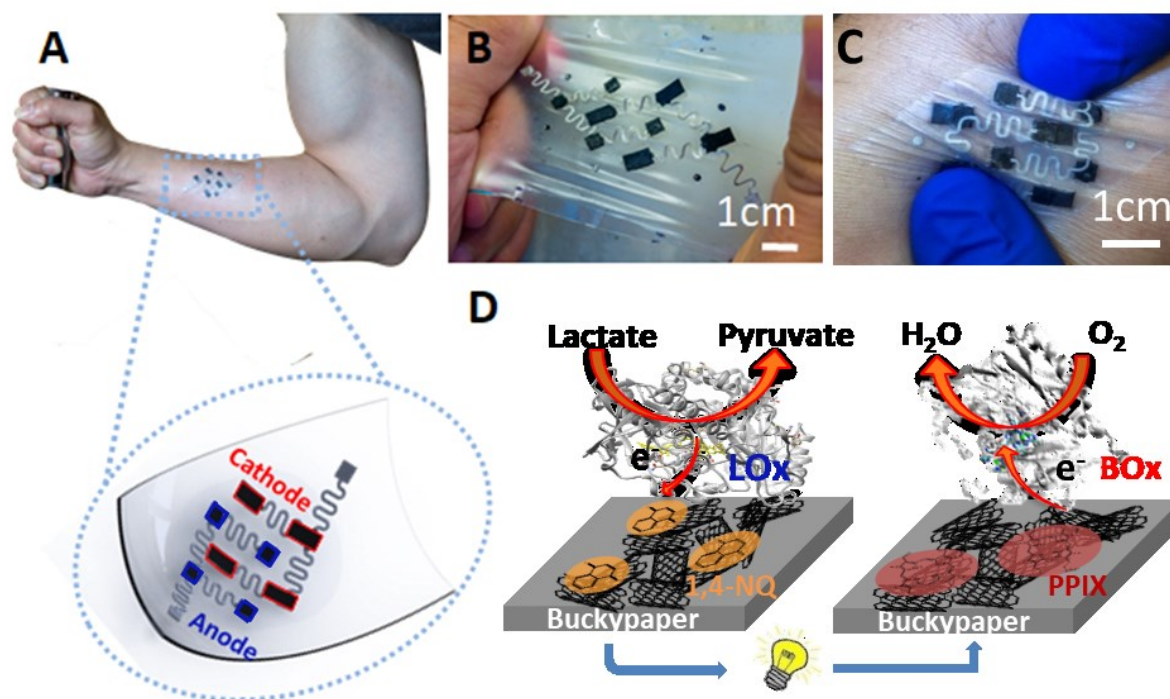 A
B
1cm
C
1cm
Cathode
Anode
D
Lactate
Pyruvate
e-
LOx
1,4-NQ
Buckypaper
H2O
O2
e-
BOx
PPIX
Buckypaper